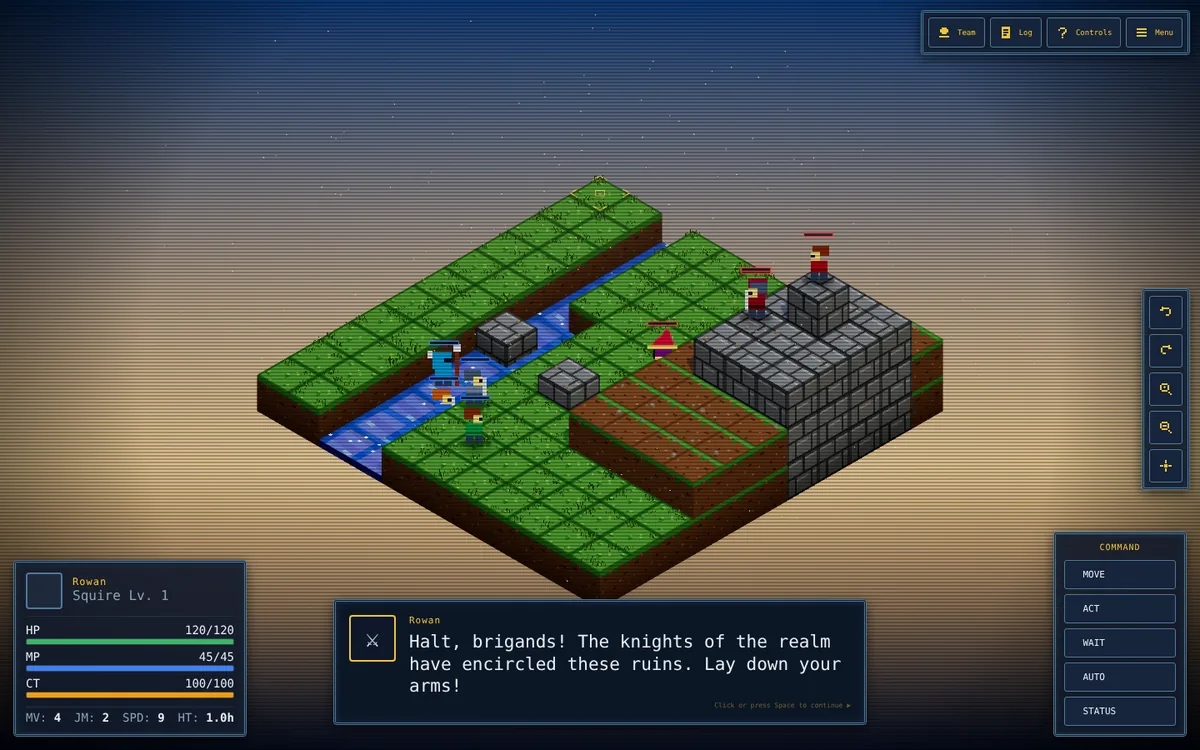 Team
Log
Controls
Menu
Rowan
Squire Lv. 1
HP 120/120
MP 45/45
CT 100/100
MV: 4 JM: 2 SPD: 9 HT: 1.0h
Rowan
Halt, brigands! The knights of the realm
have encircled these ruins. Lay down your
arms!
Click or press Space to continue ▶
COMMAND
MOVE
ACT
WAIT
AUTO
STATUS